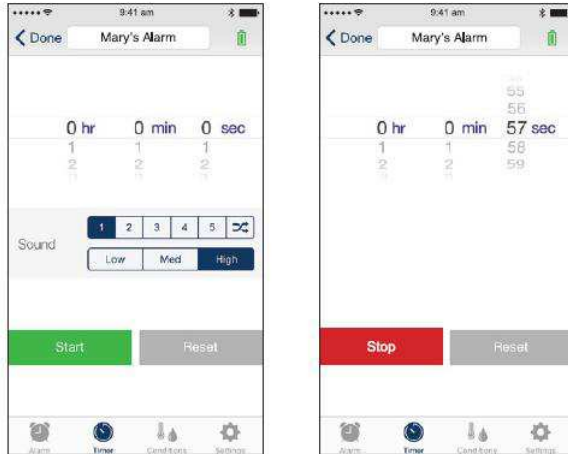 9:41 am
Done Mary's Alarm
0 hr 0 min 0 sec
1 1 1
2 2 2
1 2 3 4 5
Sound
Low Med High
Start Reset
Alarm Timer Conditions Settings
9:41 am
Done Mary's Alarm
55
56
0 hr 0 min 57 sec
1 1 58
2 2 59
Stop Reset
Alarm Timer Conditions Settings